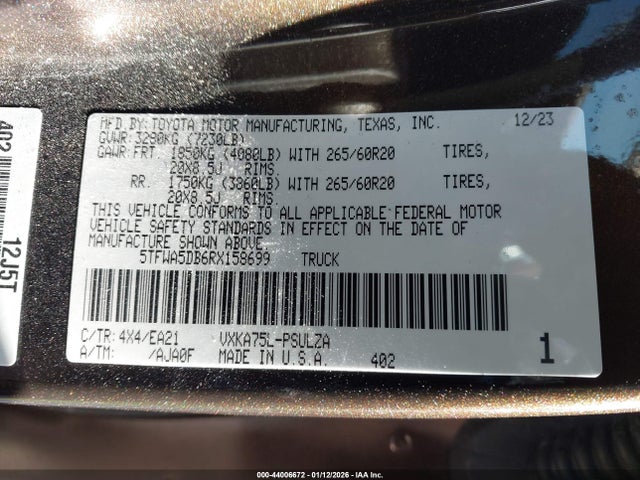 MFD.BY:TOYOTA MOTOR MANUFACTURING, TEXAS, INC. 12/23
GVWR 3290KG (7230LB)
GAWR FRT. 1850KG (4080LB) WITH 265/60R20 TIRES,
20X8.5J RIMS.
RR. 1750KG (3860LB) WITH 265/60R20 TIRES,
20X8.5J RIMS.
THIS VEHICLE CONFORMS TO ALL APPLICABLE FEDERAL MOTOR
VEHICLE SAFETY STANDARDS IN EFFECT ON THE DATE OF
MANUFACTURE SHOWN ABOVE.
5TFWA5DB6RX158699 TRUCK
C/TR: 4X4/EA21 VXKA75L-PSULZA
A/TM: /AJA0F MADE IN U.S.A. 402 1
402
12J5T
000-44006672 - 01/12/2026 - IAA Inc.